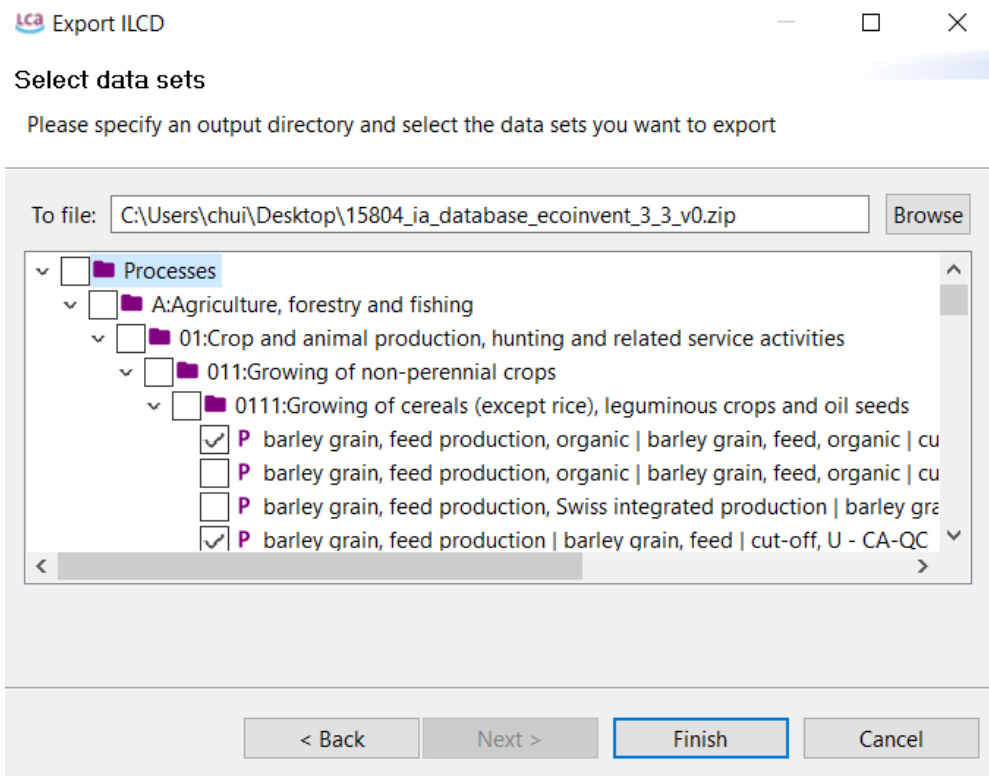 LCA Export ILCD
Select data sets
Please specify an output directory and select the data sets you want to export
To file: C:\Users\chui\Desktop\15804_ia_database_ecoinvent_3_3_v0.zip Browse
Processes
A:Agriculture, forestry and fishing
01:Crop and animal production, hunting and related service activities
011:Growing of non-perennial crops
0111:Growing of cereals (except rice), leguminous crops and oil seeds
P barley grain, feed production, organic | barley grain, feed, organic | cu
P barley grain, feed production, organic | barley grain, feed, organic | cu
P barley grain, feed production, Swiss integrated production | barley gra
P barley grain, feed production | barley grain, feed | cut-off, U - CA-QC
< Back Next > Finish Cancel